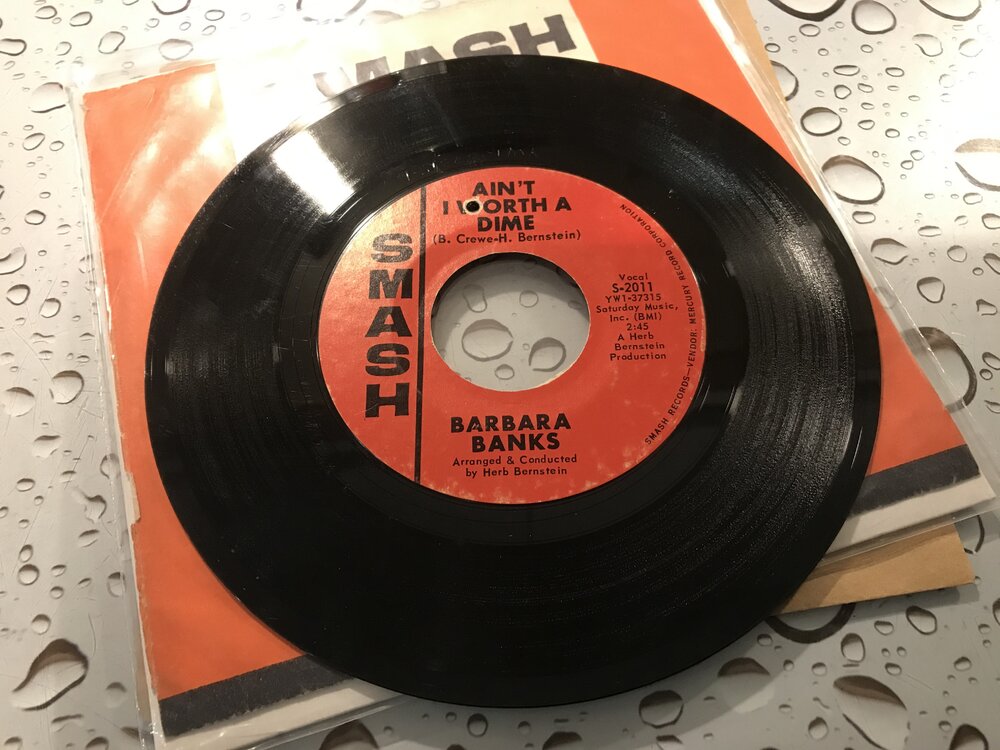 SMASH
AIN'T
I WORTH A
DIME
(B. Crewe-H. Bernstein)
SMASH
Vocal
S-2011
YW1-37315
Saturday Music,
Inc. (BMI)
2:45
A Herb
Bernstein
Production
SMASH RECORDS—VENDOR: MERCURY RECORD CORPORATION
BARBARA
BANKS
Arranged & Conducted
by Herb Bernstein